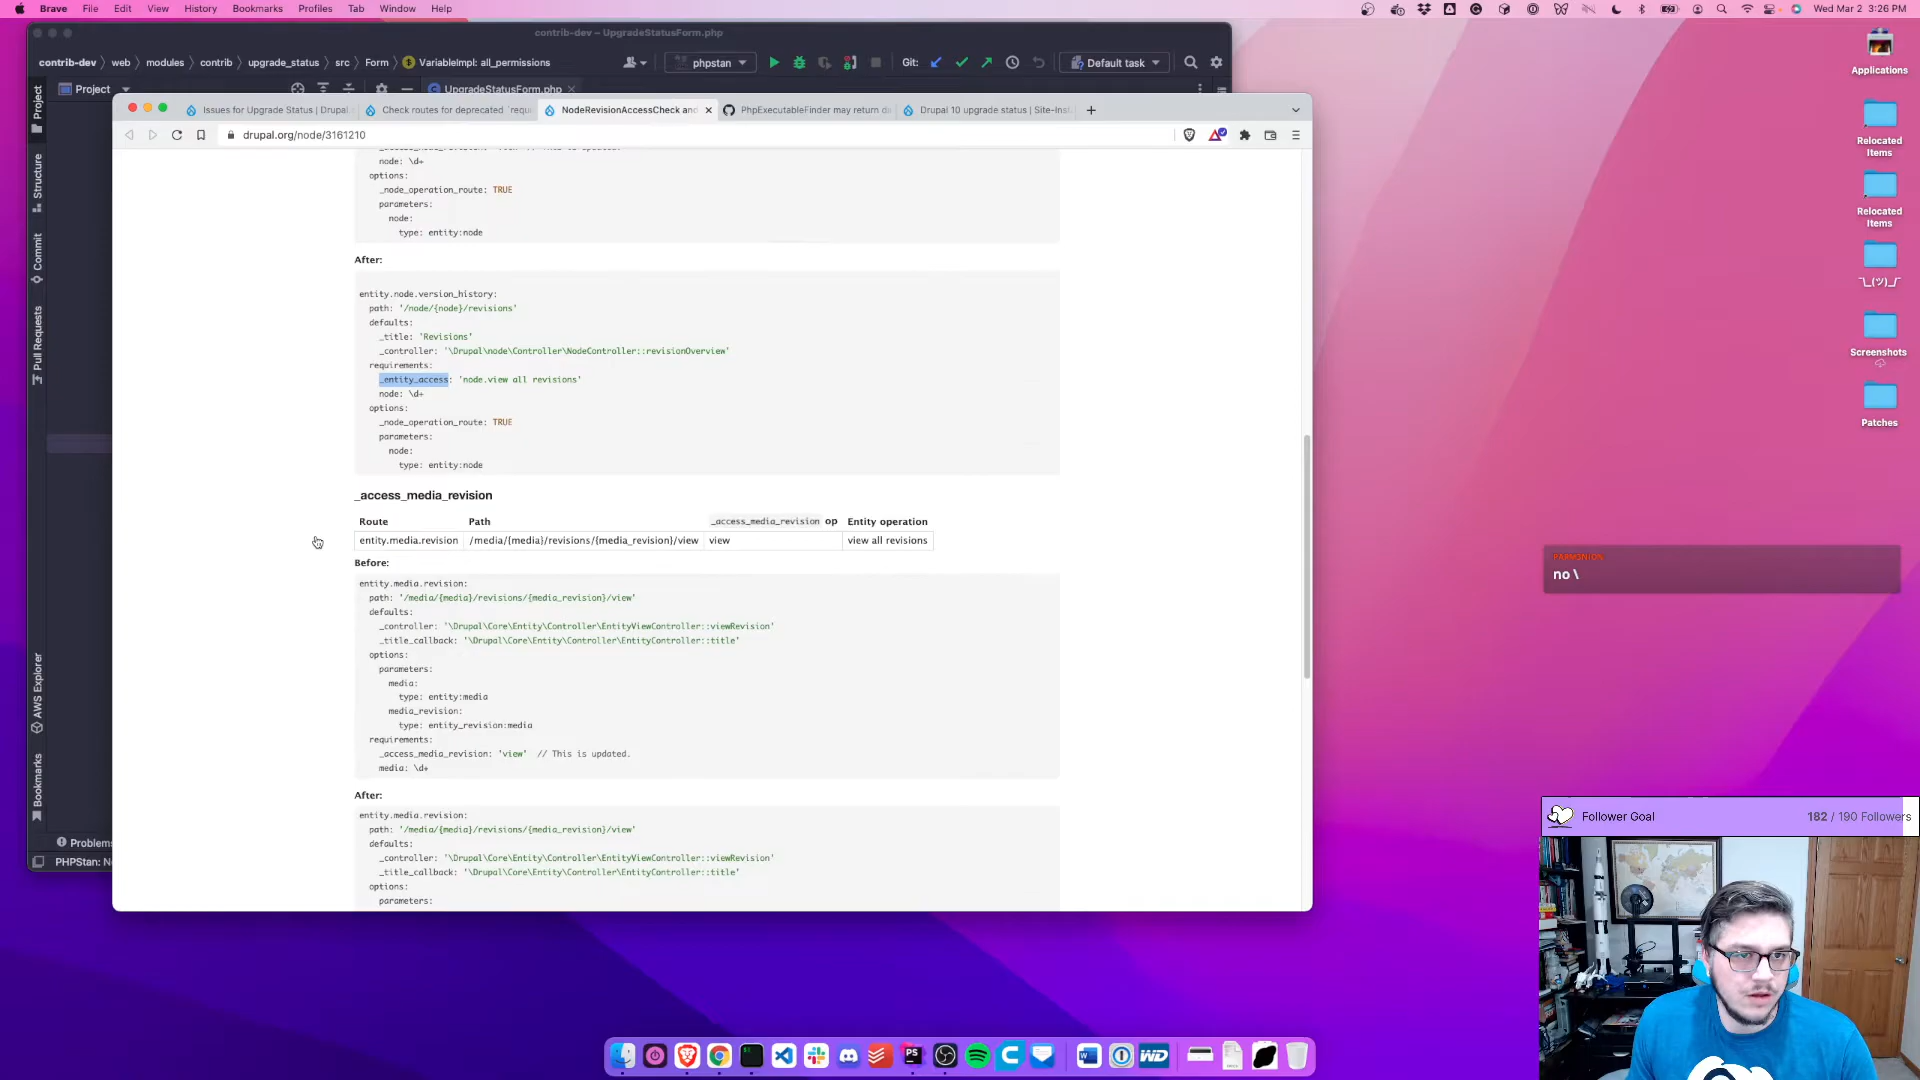 Brave File Edit View History Bookmarks Profiles Tab Window Help
Wed Mar 2 3:26 PM
contrib-dev – UpgradeStatusForm.php
contrib-dev web modules contrib upgrade_status src Form VariableImpl: all_permissions
phpstan
Git:
Default task
Project
UpgradeStatusForm.php
Issues for Upgrade Status | Drupal.
Check routes for deprecated `requ
NodeRevisionAccessCheck and
PhpExecutableFinder may return da
Drupal 10 upgrade status | Site-Inst
drupal.org/node/3161210
Project
Structure
Commit
Pull Requests
AWS Explorer
Bookmarks
Problems
PHPStan: No
node: \d+
options:
_node_operation_route: TRUE
parameters:
node:
type: entity:node
After:
entity.node.version_history:
path: '/node/{node}/revisions'
defaults:
_title: 'Revisions'
_controller: '\Drupal\node\Controller\NodeController::revisionOverview'
requirements:
_entity_access: 'node.view all revisions'
node: \d+
options:
_node_operation_route: TRUE
parameters:
node:
type: entity:node
_access_media_revision
Route Path _access_media_revision op Entity operation
entity.media.revision /media/{media}/revisions/{media_revision}/view view view all revisions
Before:
entity.media.revision:
path: '/media/{media}/revisions/{media_revision}/view'
defaults:
_controller: '\Drupal\Core\Entity\Controller\EntityViewController::viewRevision'
_title_callback: '\Drupal\Core\Entity\Controller\EntityController::title'
options:
parameters:
media:
type: entity:media
media_revision:
type: entity_revision:media
requirements:
_access_media_revision: 'view' // This is updated.
media: \d+
After:
entity.media.revision:
path: '/media/{media}/revisions/{media_revision}/view'
defaults:
_controller: '\Drupal\Core\Entity\Controller\EntityViewController::viewRevision'
_title_callback: '\Drupal\Core\Entity\Controller\EntityController::title'
options:
parameters:
Applications
Relocated
Items
Relocated
Items
¯\_(ツ)_/¯
Screenshots
Patches
no \
Follower Goal 182 / 190 Followers
PS
WD